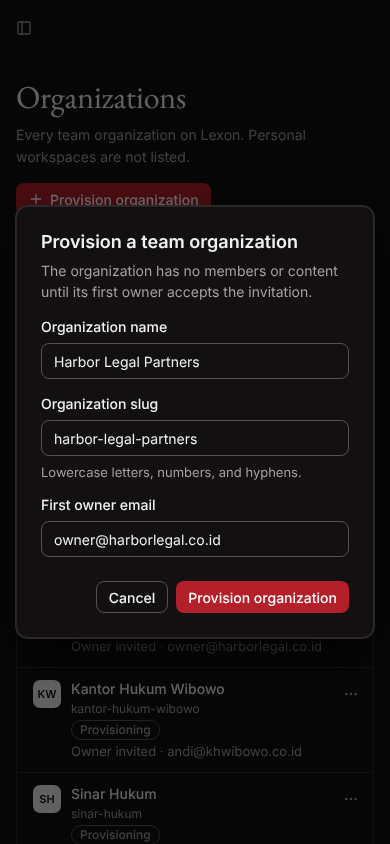 Organizations
Every team organization on Lexon. Personal
workspaces are not listed.
+ Provision organization
Provision a team organization
The organization has no members or content
until its first owner accepts the invitation.
Organization name
Harbor Legal Partners
Organization slug
harbor-legal-partners
Lowercase letters, numbers, and hyphens.
First owner email
owner@harborlegal.co.id
Cancel
Provision organization
Owner invited · owner@harborlegal.co.id
KW
Kantor Hukum Wibowo
kantor-hukum-wibowo
Provisioning
Owner invited · andi@khwibowo.co.id
SH
Sinar Hukum
sinar-hukum
Provisioning